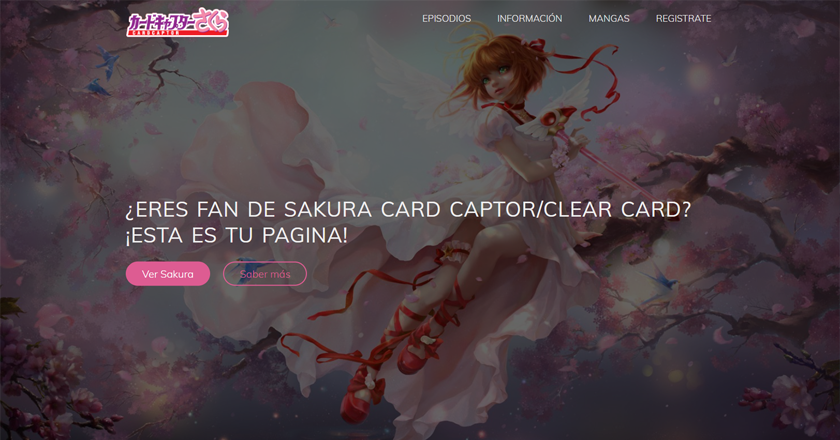 カードキャプターさくら
CARDCAPTOR
EPISODIOS INFORMACIÓN MANGAS REGISTRATE
¿ERES FAN DE SAKURA CARD CAPTOR/CLEAR CARD?
¡ESTA ES TU PAGINA!
Ver Sakura Saber más